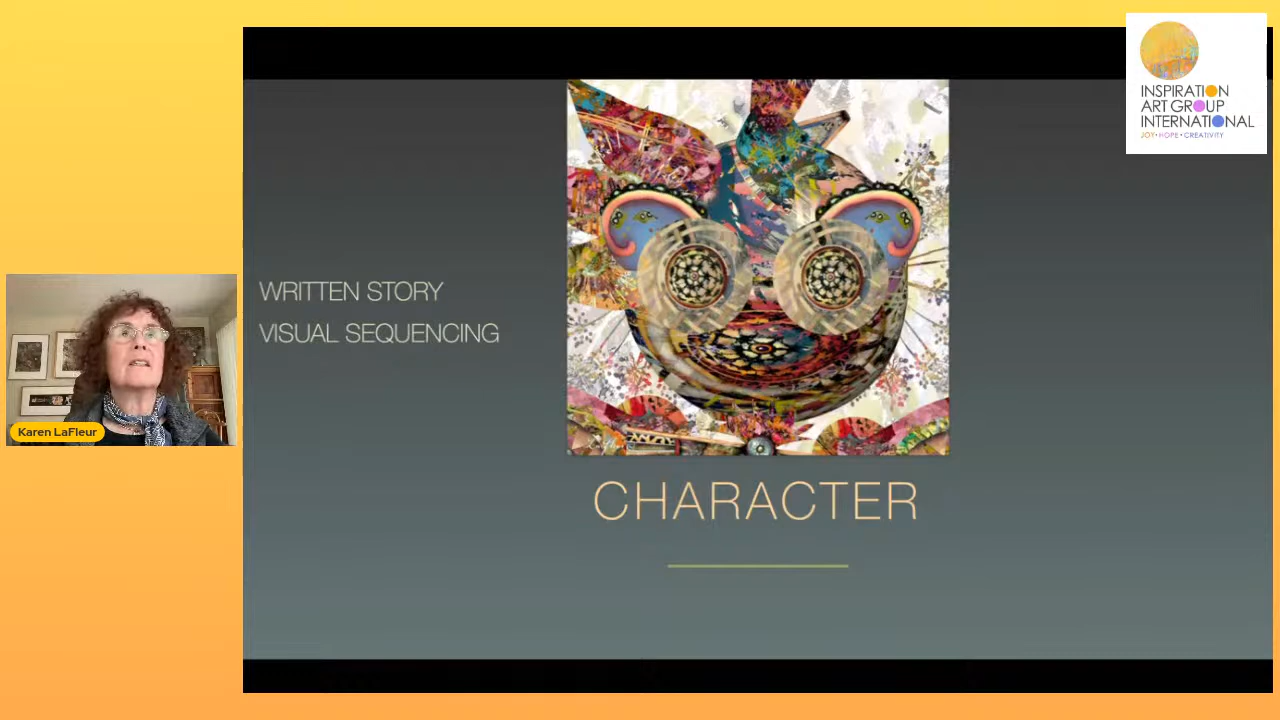 INSPIRATION
ART GROUP
INTERNATIONAL
JOY • HOPE • CREATIVITY
WRITTEN STORY
VISUAL SEQUENCING
Karen LaFleur
CHARACTER